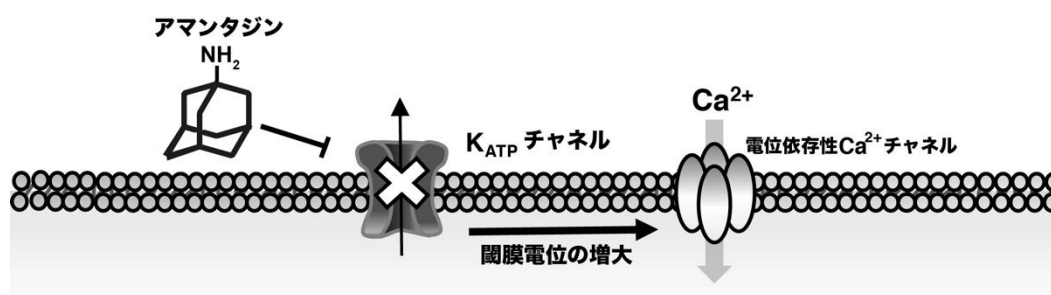 アマンタジン
NH₂
K_ATP チャネル
Ca²⁺
電位依存性Ca²⁺チャネル
閾膜電位の増大